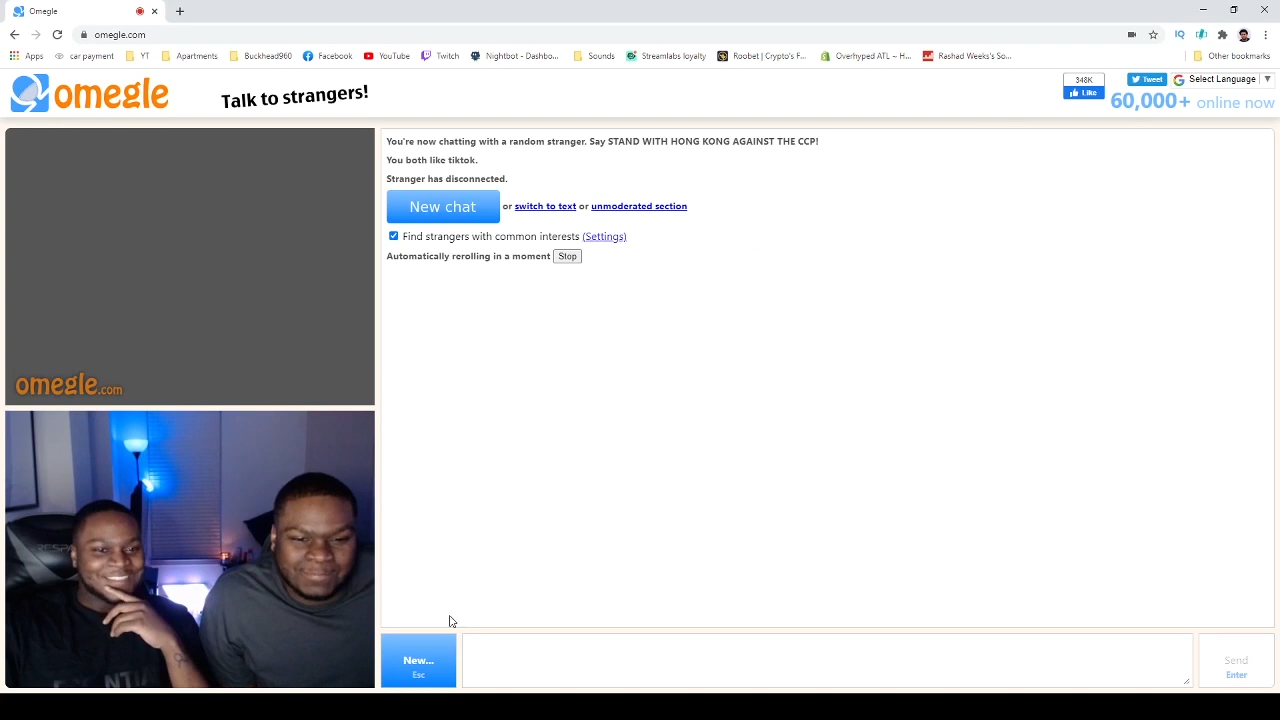 Omegle
omegle.com
Apps car payment YT Apartments Buckhead960 Facebook YouTube Twitch Nightbot - Dashbo... Sounds Streamlabs loyalty Roobet | Crypto's F... Overhyped ATL ~ H... Rashad Weeks's So... Other bookmarks
omegle
Talk to strangers!
348K
Like
Tweet
Select Language
60,000+ online now
You're now chatting with a random stranger. Say STAND WITH HONG KONG AGAINST THE CCP!
You both like tiktok.
Stranger has disconnected.
New chat or switch to text or unmoderated section
Find strangers with common interests (Settings)
Automatically rerolling in a moment Stop
omegle.com
New...
Esc
Send
Enter